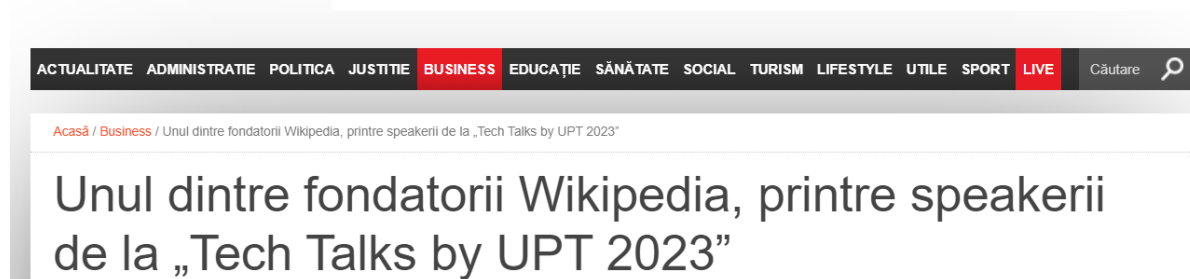 ACTUALITATE ADMINISTRATIE POLITICA JUSTITIE BUSINESS EDUCAȚIE SĂNĂTATE SOCIAL TURISM LIFESTYLE UTILE SPORT LIVE Căutare
Acasă / Business / Unul dintre fondatorii Wikipedia, printre speakerii de la „Tech Talks by UPT 2023”
Unul dintre fondatorii Wikipedia, printre speakerii
de la „Tech Talks by UPT 2023”